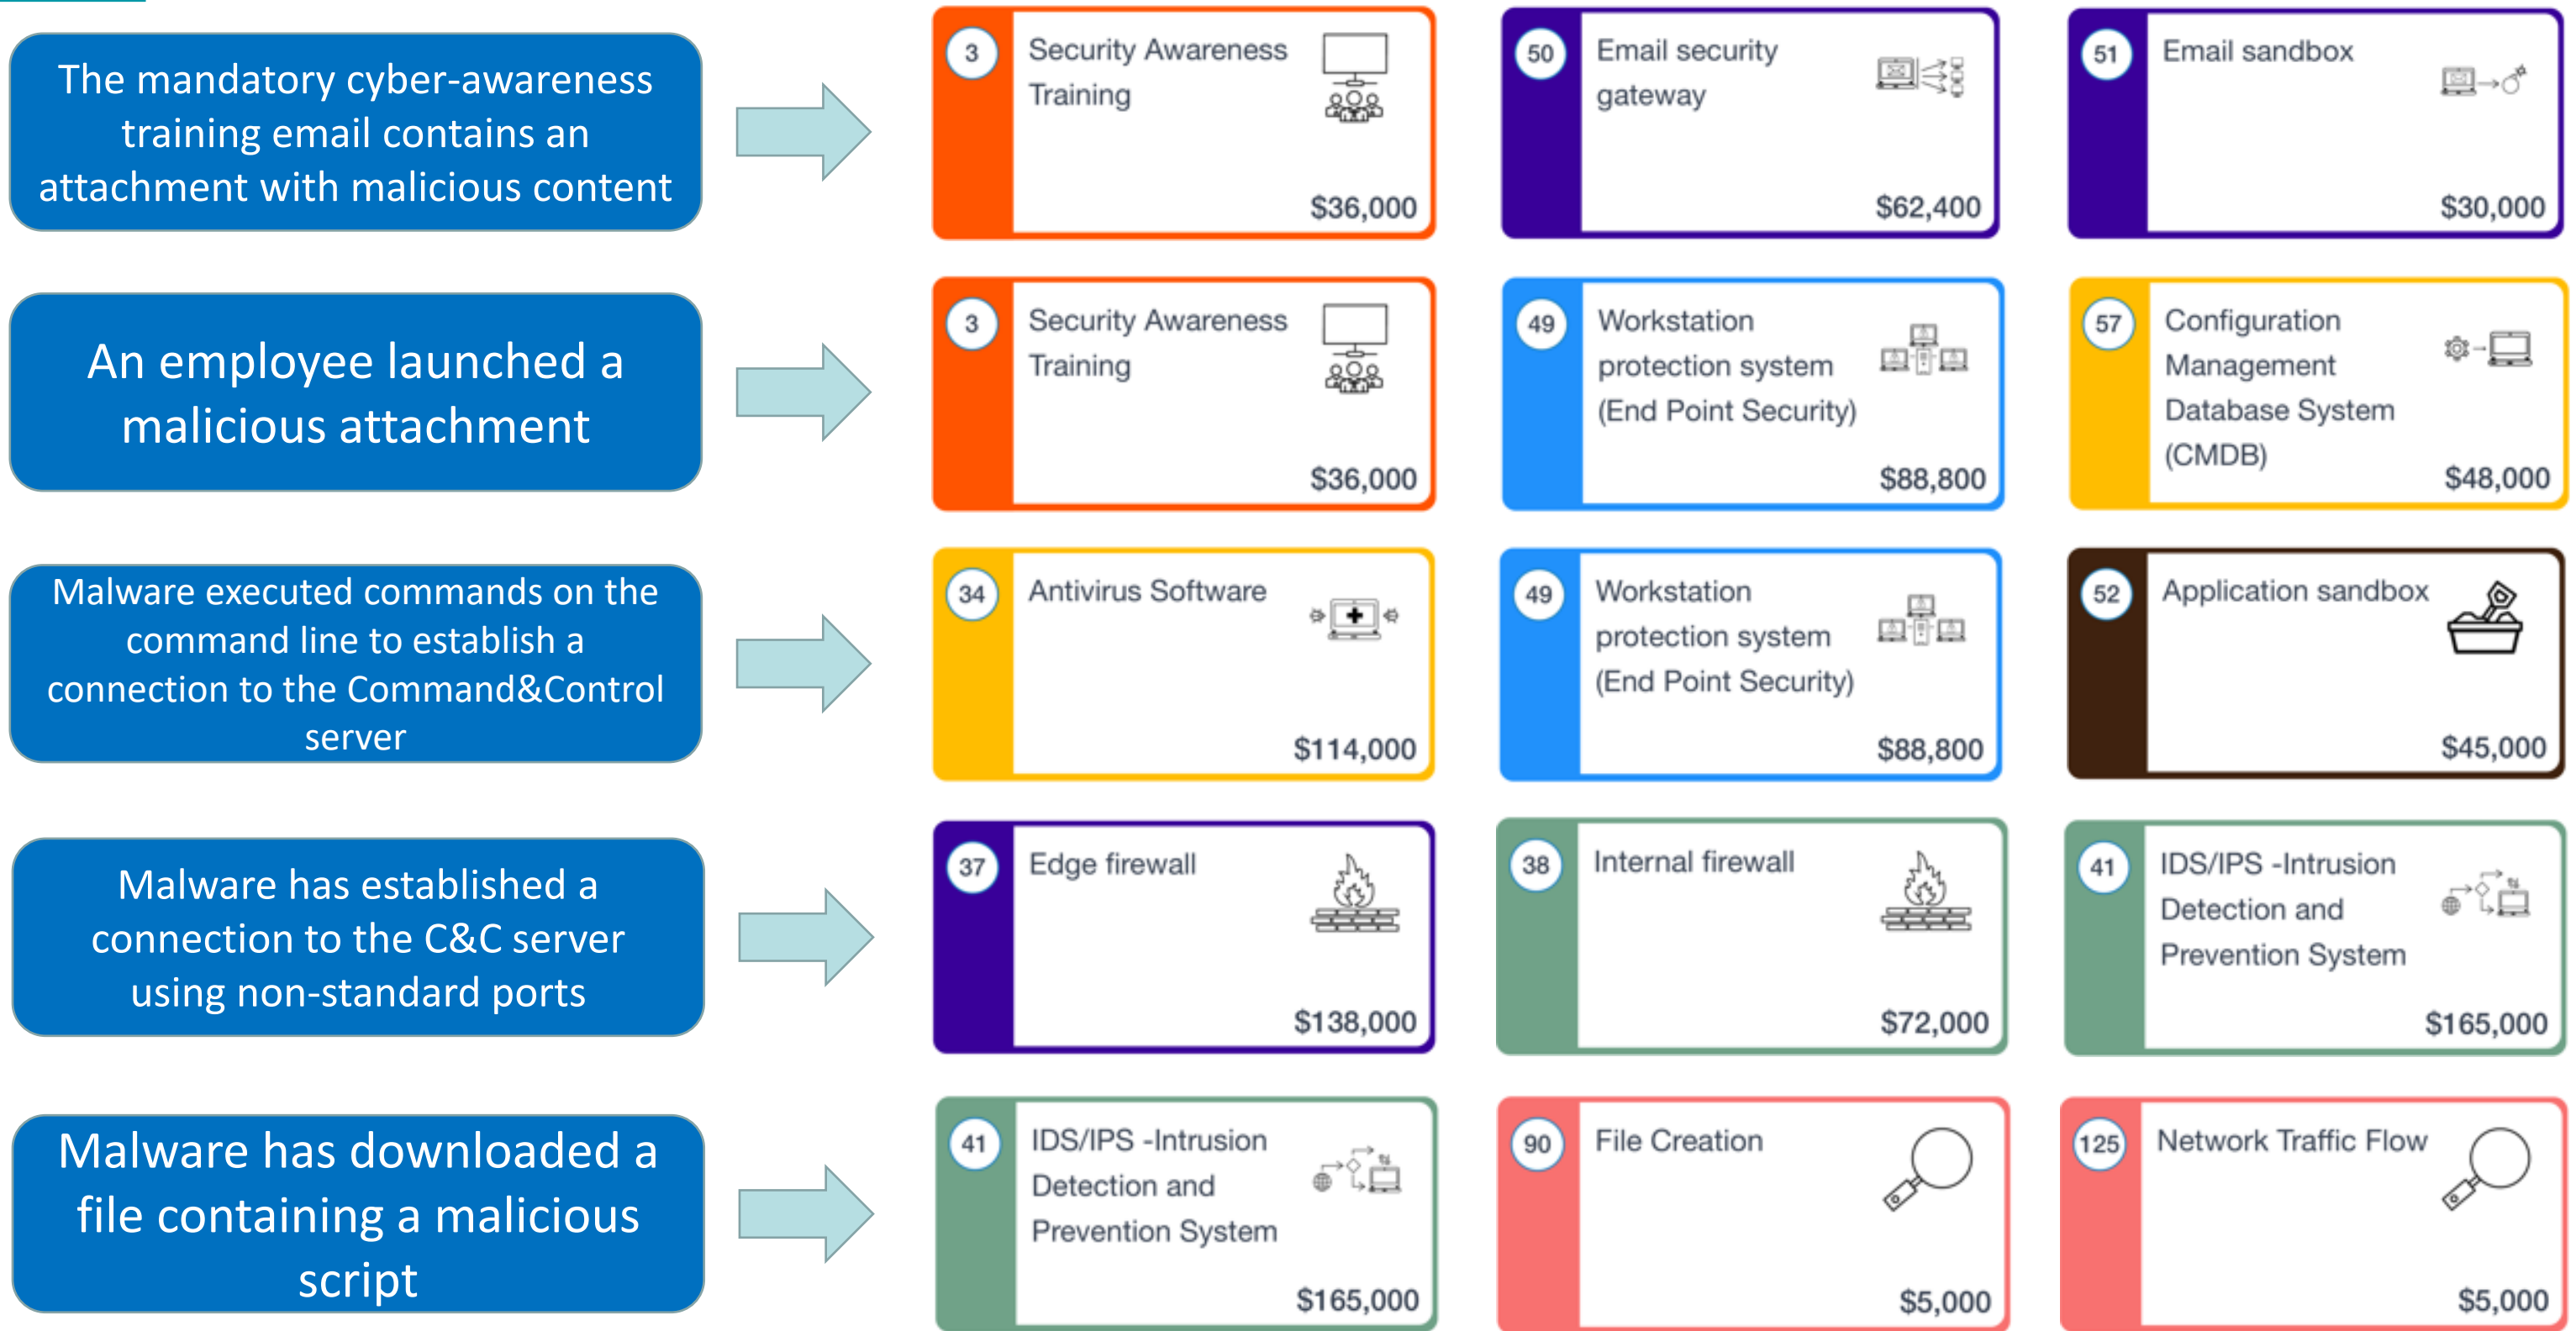 The mandatory cyber-awareness
training email contains an
attachment with malicious content
3
Security Awareness
Training
$36,000
50
Email security
gateway
$62,400
51
Email sandbox
$30,000
An employee launched a
malicious attachment
3
Security Awareness
Training
$36,000
49
Workstation
protection system
(End Point Security)
$88,800
57
Configuration
Management
Database System
(CMDB)
$48,000
Malware executed commands on the
command line to establish a
connection to the Command&Control
server
34
Antivirus Software
$114,000
49
Workstation
protection system
(End Point Security)
$88,800
52
Application sandbox
$45,000
Malware has established a
connection to the C&C server
using non-standard ports
37
Edge firewall
$138,000
38
Internal firewall
$72,000
41
IDS/IPS -Intrusion
Detection and
Prevention System
$165,000
Malware has downloaded a
file containing a malicious
script
41
IDS/IPS -Intrusion
Detection and
Prevention System
$165,000
90
File Creation
$5,000
125
Network Traffic Flow
$5,000